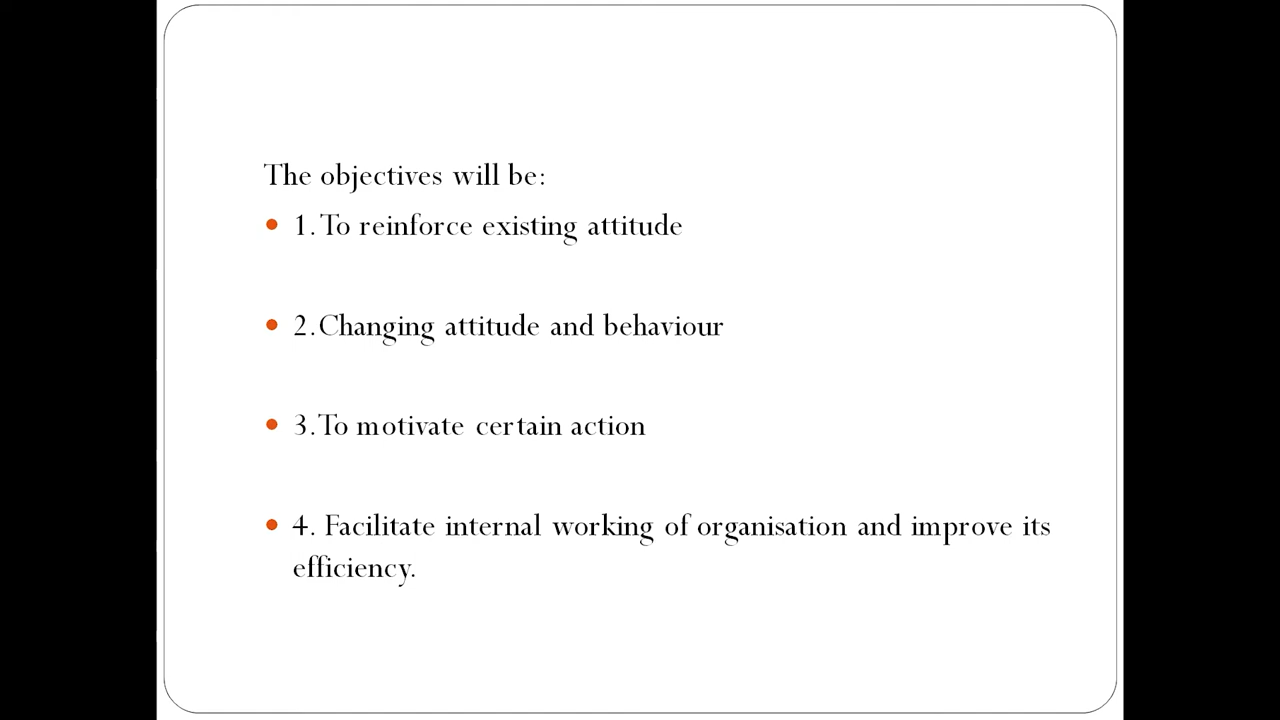 The objectives will be:
• 1. To reinforce existing attitude
• 2.Changing attitude and behaviour
• 3. To motivate certain action
• 4. Facilitate internal working of organisation and improve its
efficiency.